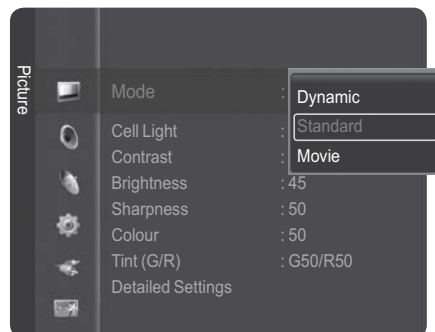 Picture
Mode :
Dynamic
Standard
Movie
Cell Light :
Contrast :
Brightness : 45
Sharpness : 50
Colour : 50
Tint (G/R) : G50/R50
Detailed Settings